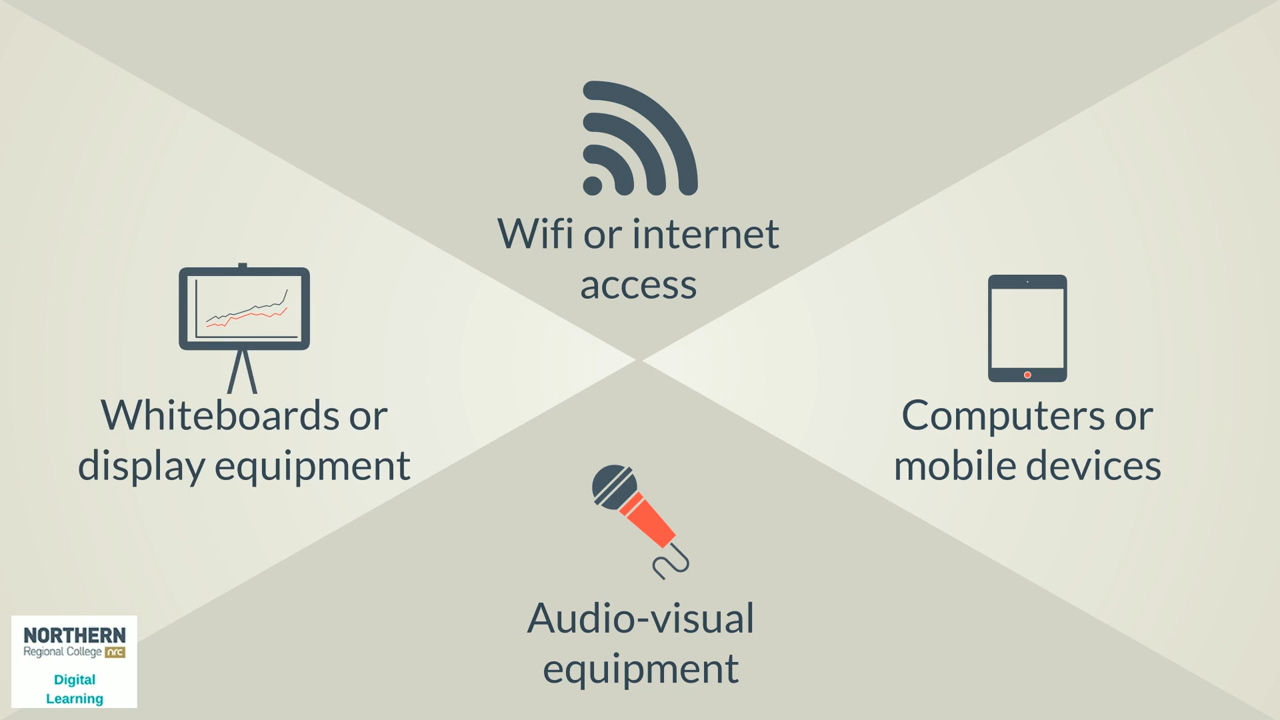 Wifi or internet
access
Whiteboards or
display equipment
Computers or
mobile devices
Audio-visual
equipment
NORTHERN
Regional College nrc
Digital
Learning